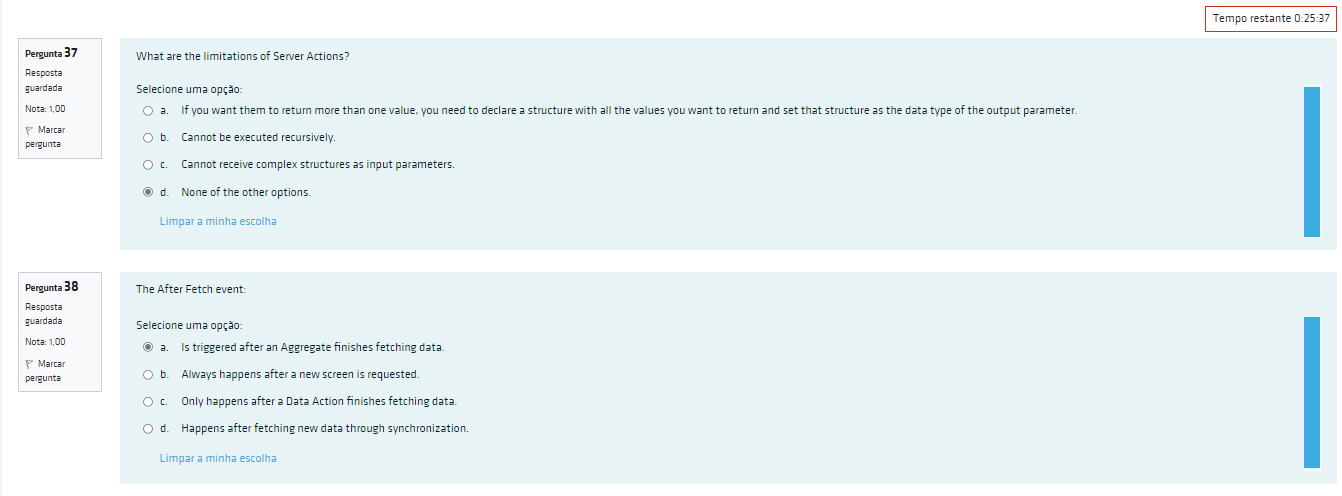 Tempo restante 0:25:37
Pergunta 37
Resposta
guardada
Nota: 1,00
Marcar
pergunta
What are the limitations of Server Actions?
Selecione uma opção:
a. If you want them to return more than one value, you need to declare a structure with all the values you want to return and set that structure as the data type of the output parameter.
b. Cannot be executed recursively.
c. Cannot receive complex structures as input parameters.
d. None of the other options.
Limpar a minha escolha
Pergunta 38
Resposta
guardada
Nota: 1,00
Marcar
pergunta
The After Fetch event:
Selecione uma opção:
a. Is triggered after an Aggregate finishes fetching data.
b. Always happens after a new screen is requested.
c. Only happens after a Data Action finishes fetching data.
d. Happens after fetching new data through synchronization.
Limpar a minha escolha